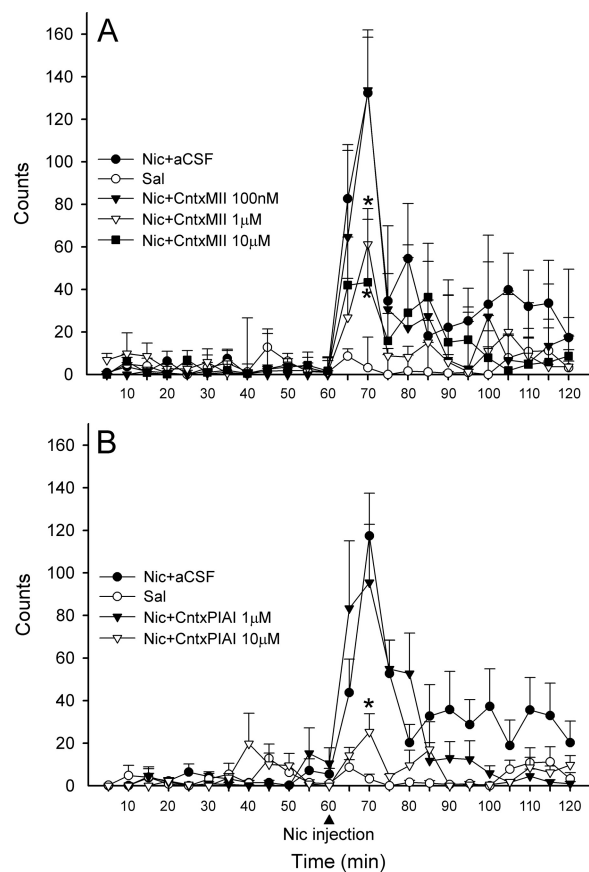 A
160
140
120
100
80
60
40
20
0
Counts
Nic+aCSF
Sal
Nic+CntxMII 100nM
Nic+CntxMII 1μM
Nic+CntxMII 10μM
*
*
10 20 30 40 50 60 70 80 90 100 110 120
B
160
140
120
100
80
60
40
20
0
Counts
Nic+aCSF
Sal
Nic+CntxPIAI 1μM
Nic+CntxPIAI 10μM
*
10 20 30 40 50 60 70 80 90 100 110 120
Nic injection
Time (min)